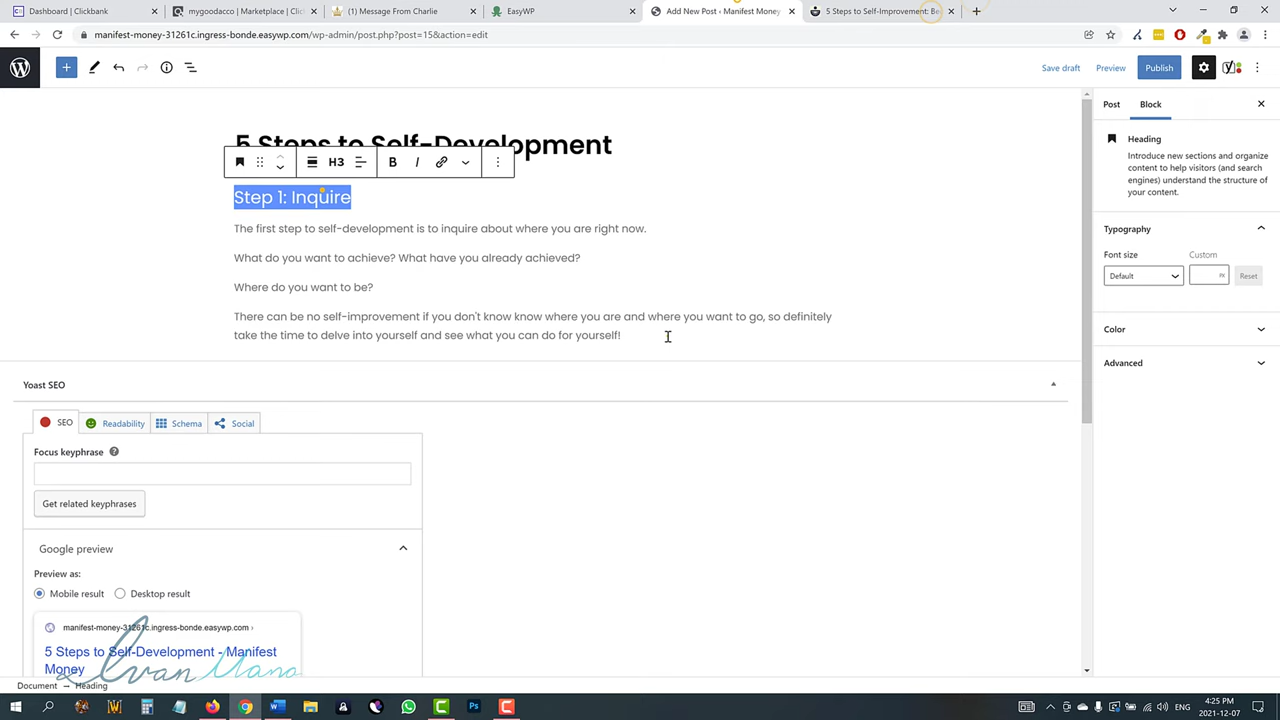 Dashboard | Clickbank
mygoodacco | Marketplace | Click
(1) Message From Charlie
EasyWP
Add New Post ‹ Manifest Money
5 Steps to Self-Improvement: Be
manifest-money-31261c.ingress-bonde.easywp.com/wp-admin/post.php?post=15&action=edit
Save draft
Preview
Publish
Post
Block
5 Steps to Self-Development
H3
B
I
Step 1: Inquire
The first step to self-development is to inquire about where you are right now.
What do you want to achieve? What have you already achieved?
Where do you want to be?
There can be no self-improvement if you don't know know where you are and where you want to go, so definitely
take the time to delve into yourself and see what you can do for yourself!
Heading
Introduce new sections and organize
content to help visitors (and search
engines) understand the structure of
your content.
Typography
Font size
Custom
Default
PX
Reset
Color
Advanced
Yoast SEO
SEO
Readability
Schema
Social
Focus keyphrase
Get related keyphrases
Google preview
Preview as:
Mobile result
Desktop result
manifest-money-31261c.ingress-bonde.easywp.com ›
5 Steps to Self-Development - Manifest
Money
Ivan Mana
Document → Heading
4:25 PM
2021-12-07